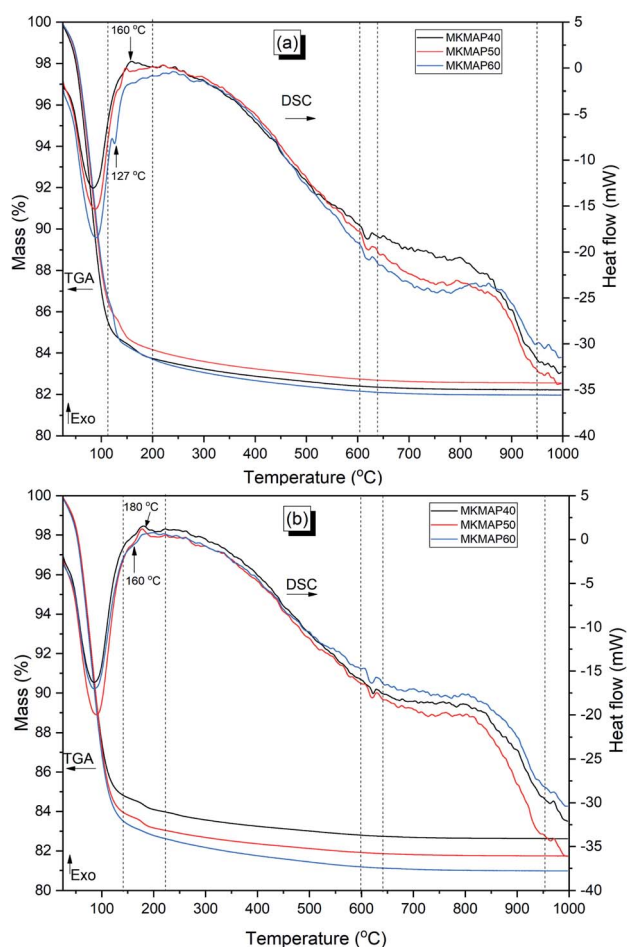 160 °C
(a)
MKMAP40
MKMAP50
MKMAP60
DSC
127 °C
TGA
Exo
Mass (%)
100
98
96
94
92
90
88
86
84
82
80
Heat flow (mW)
5
0
-5
-10
-15
-20
-25
-30
-35
-40
100 200 300 400 500 600 700 800 900 1000
Temperature (°C)
180 °C
(b)
MKMAP40
MKMAP50
MKMAP60
160 °C
DSC
TGA
Exo
Mass (%)
100
98
96
94
92
90
88
86
84
82
80
Heat flow (mW)
5
0
-5
-10
-15
-20
-25
-30
-35
-40
100 200 300 400 500 600 700 800 900 1000
Temperature (°C)